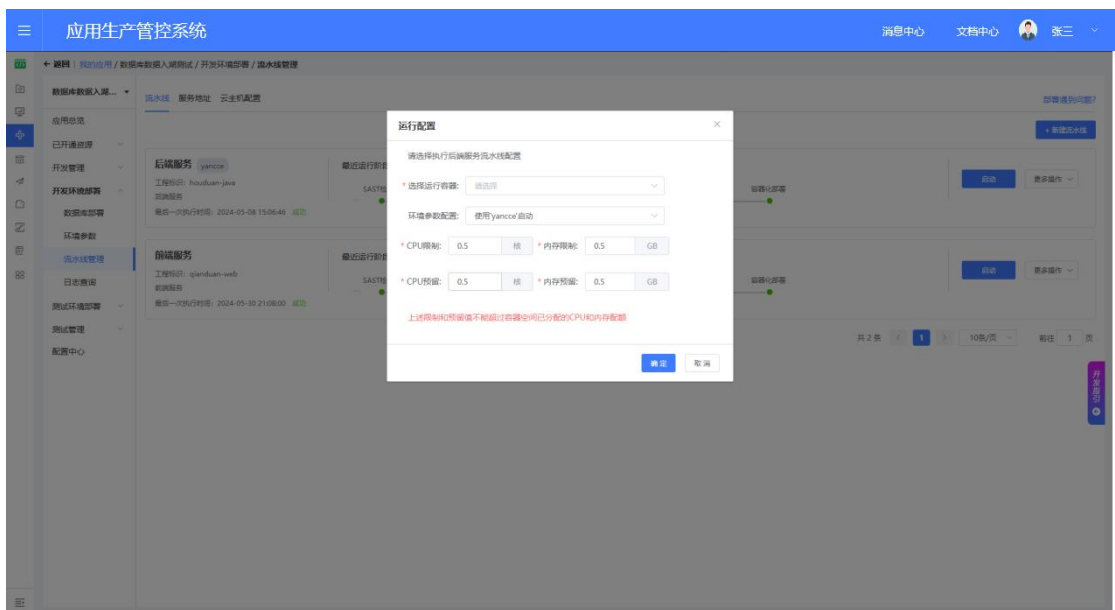 应用生产管控系统
消息中心 文档中心 张三
← 返回 | 我的应用 / 数据库数据入湖测试 / 开发环境部署 / 流水线管理
数据库数据入湖...
流水线 服务地址 云主机配置
部署遇到问题?
+ 新建流水线
应用总览
已开通资源
开发管理
开发环境部署
数据库部署
环境参数
流水线管理
日志查询
测试环境部署
测试管理
配置中心
后端服务 yancce
工程标识: houduan-java
后端服务
最后一次执行时间: 2024-05-08 15:06:46 成功
最近运行阶段
SAST检
容器化部署
启动 更多操作
前端服务
工程标识: qianduan-web
前端服务
最后一次执行时间: 2024-05-30 21:08:00 成功
最近运行阶段
SAST检
容器化部署
启动 更多操作
共 2 条 1 10条/页 前往 1 页
开发指引
运行配置
请选择执行后端服务流水线配置
* 选择运行容器: 请选择
环境参数配置: 使用'yancce'启动
* CPU限制: 0.5 核 * 内存限制: 0.5 GB
* CPU预留: 0.5 核 * 内存预留: 0.5 GB
上述限制和预留值不能超过容器空间已分配的CPU和内存配额
确定 取消